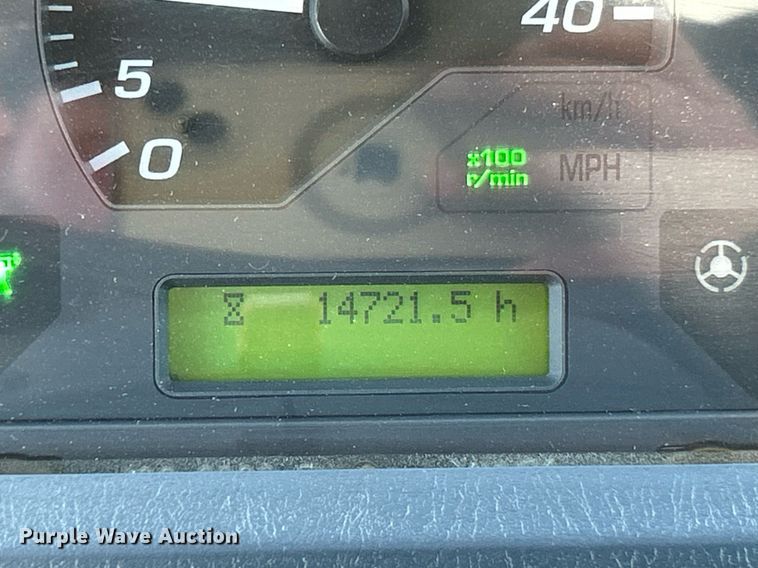 40
5
0
km/h
x100
r/min
MPH
14721.5 h
Purple Wave Auction